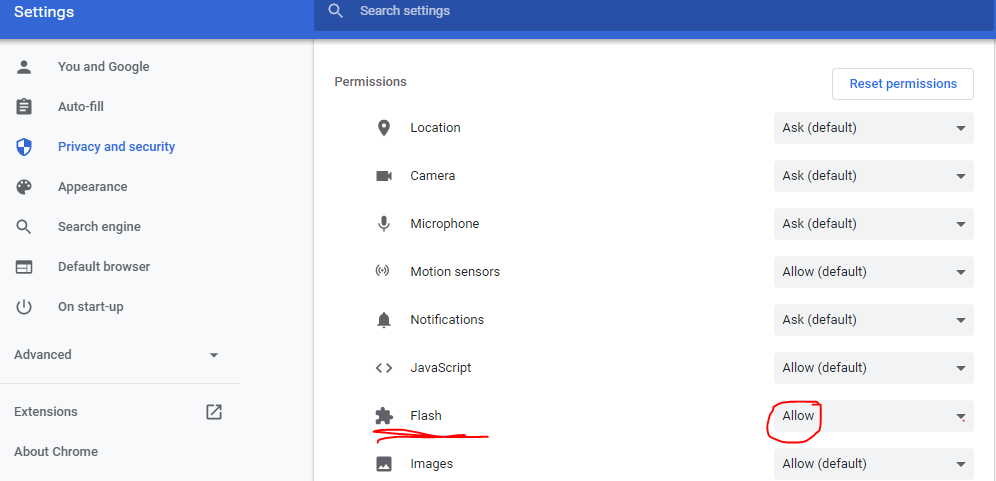 Settings
Search settings
You and Google
Auto-fill
Privacy and security
Appearance
Search engine
Default browser
On start-up
Advanced
Extensions
About Chrome
Permissions
Reset permissions
Location Ask (default)
Camera Ask (default)
Microphone Ask (default)
Motion sensors Allow (default)
Notifications Ask (default)
JavaScript Allow (default)
Flash Allow
Images Allow (default)